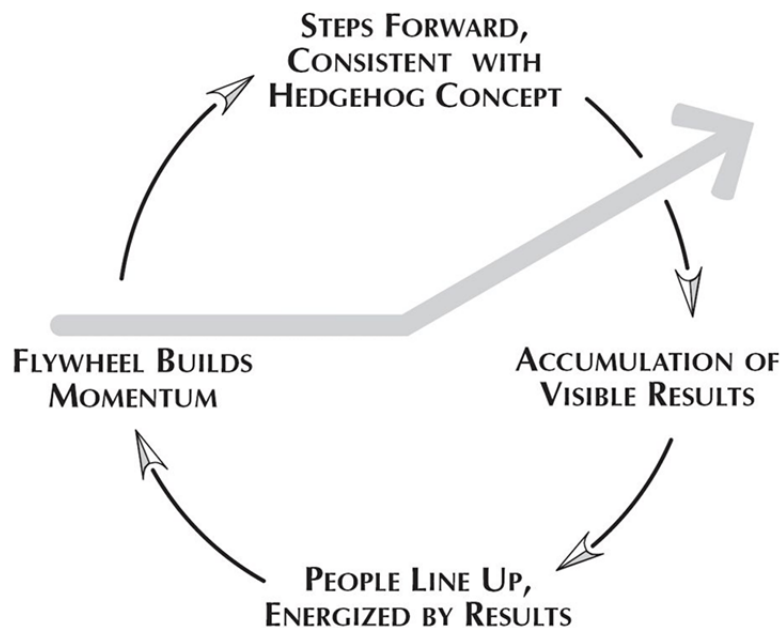 STEPS FORWARD,
CONSISTENT WITH
HEDGEHOG CONCEPT
ACCUMULATION OF
VISIBLE RESULTS
PEOPLE LINE UP,
ENERGIZED BY RESULTS
FLYWHEEL BUILDS
MOMENTUM